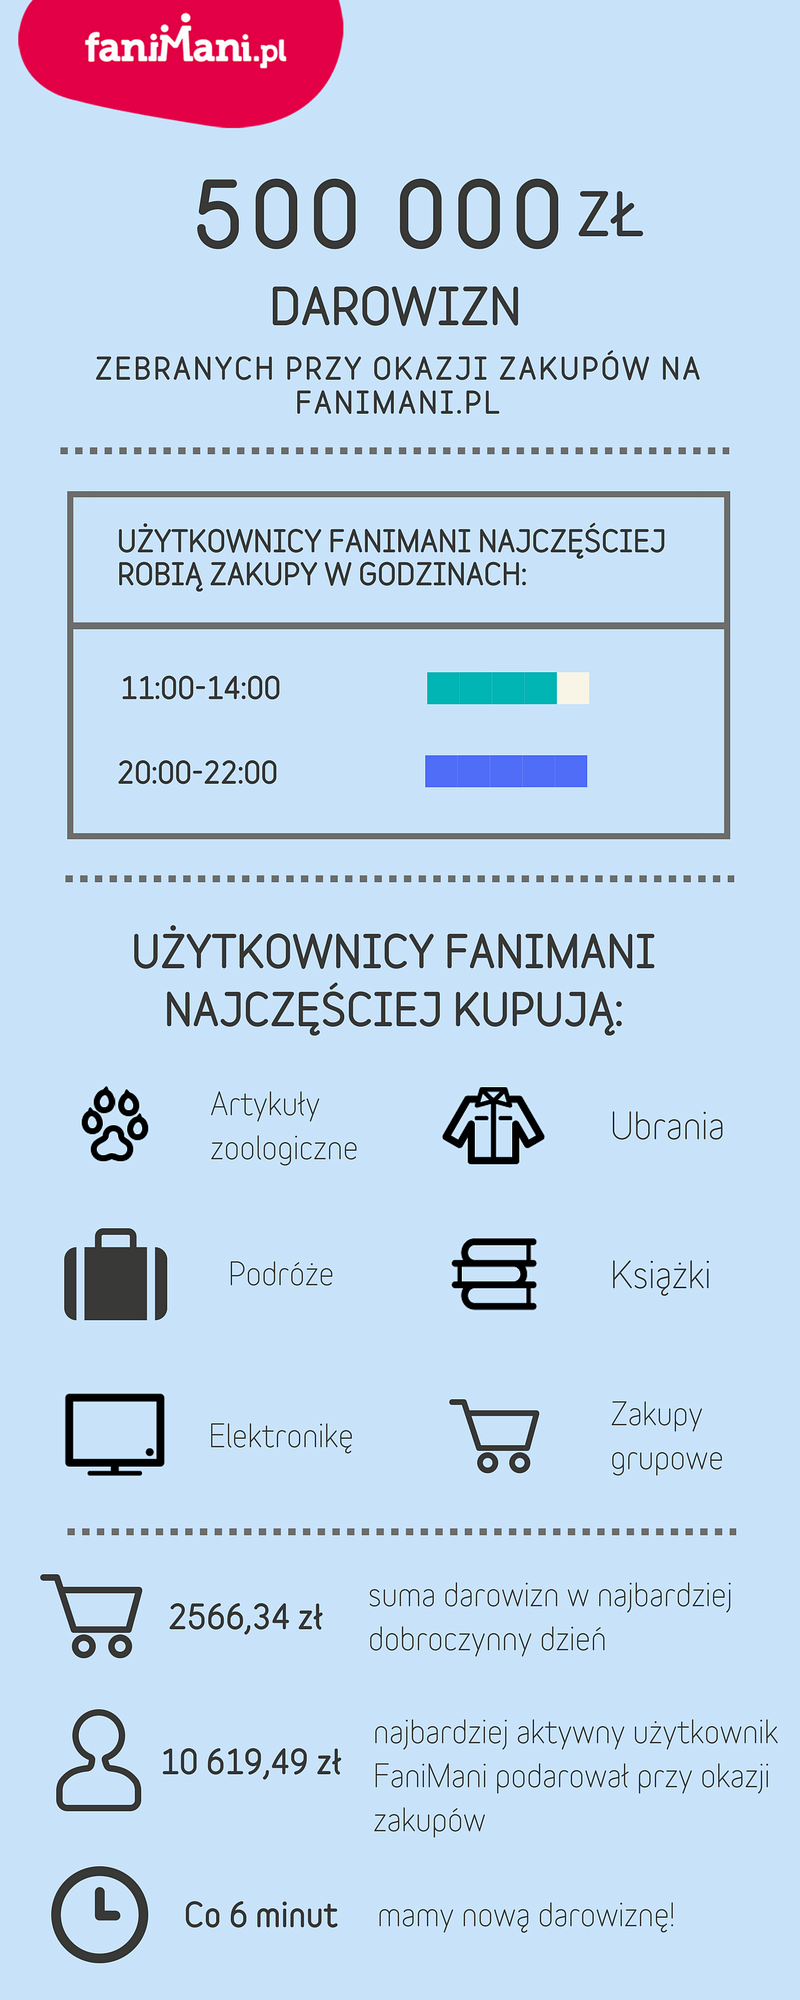 faniMani.pl
500 000 ZŁ
DAROWIZN
ZEBRANYCH PRZY OKAZJI ZAKUPÓW NA
FANIMANI.PL
UŻYTKOWNICY FANIMANI NAJCZĘŚCIEJ
ROBIĄ ZAKUPY W GODZINACH:
11:00-14:00
20:00-22:00
UŻYTKOWNICY FANIMANI
NAJCZĘŚCIEJ KUPUJĄ:
Artykuły
zoologiczne
Ubrania
Podróże
Książki
Elektronikę
Zakupy
grupowe
2566,34 zł
suma darowizn w najbardziej
dobroczynny dzień
10 619,49 zł
najbardziej aktywny użytkownik
FaniMani podarował przy okazji
zakupów
Co 6 minut
mamy nową darowiznę!